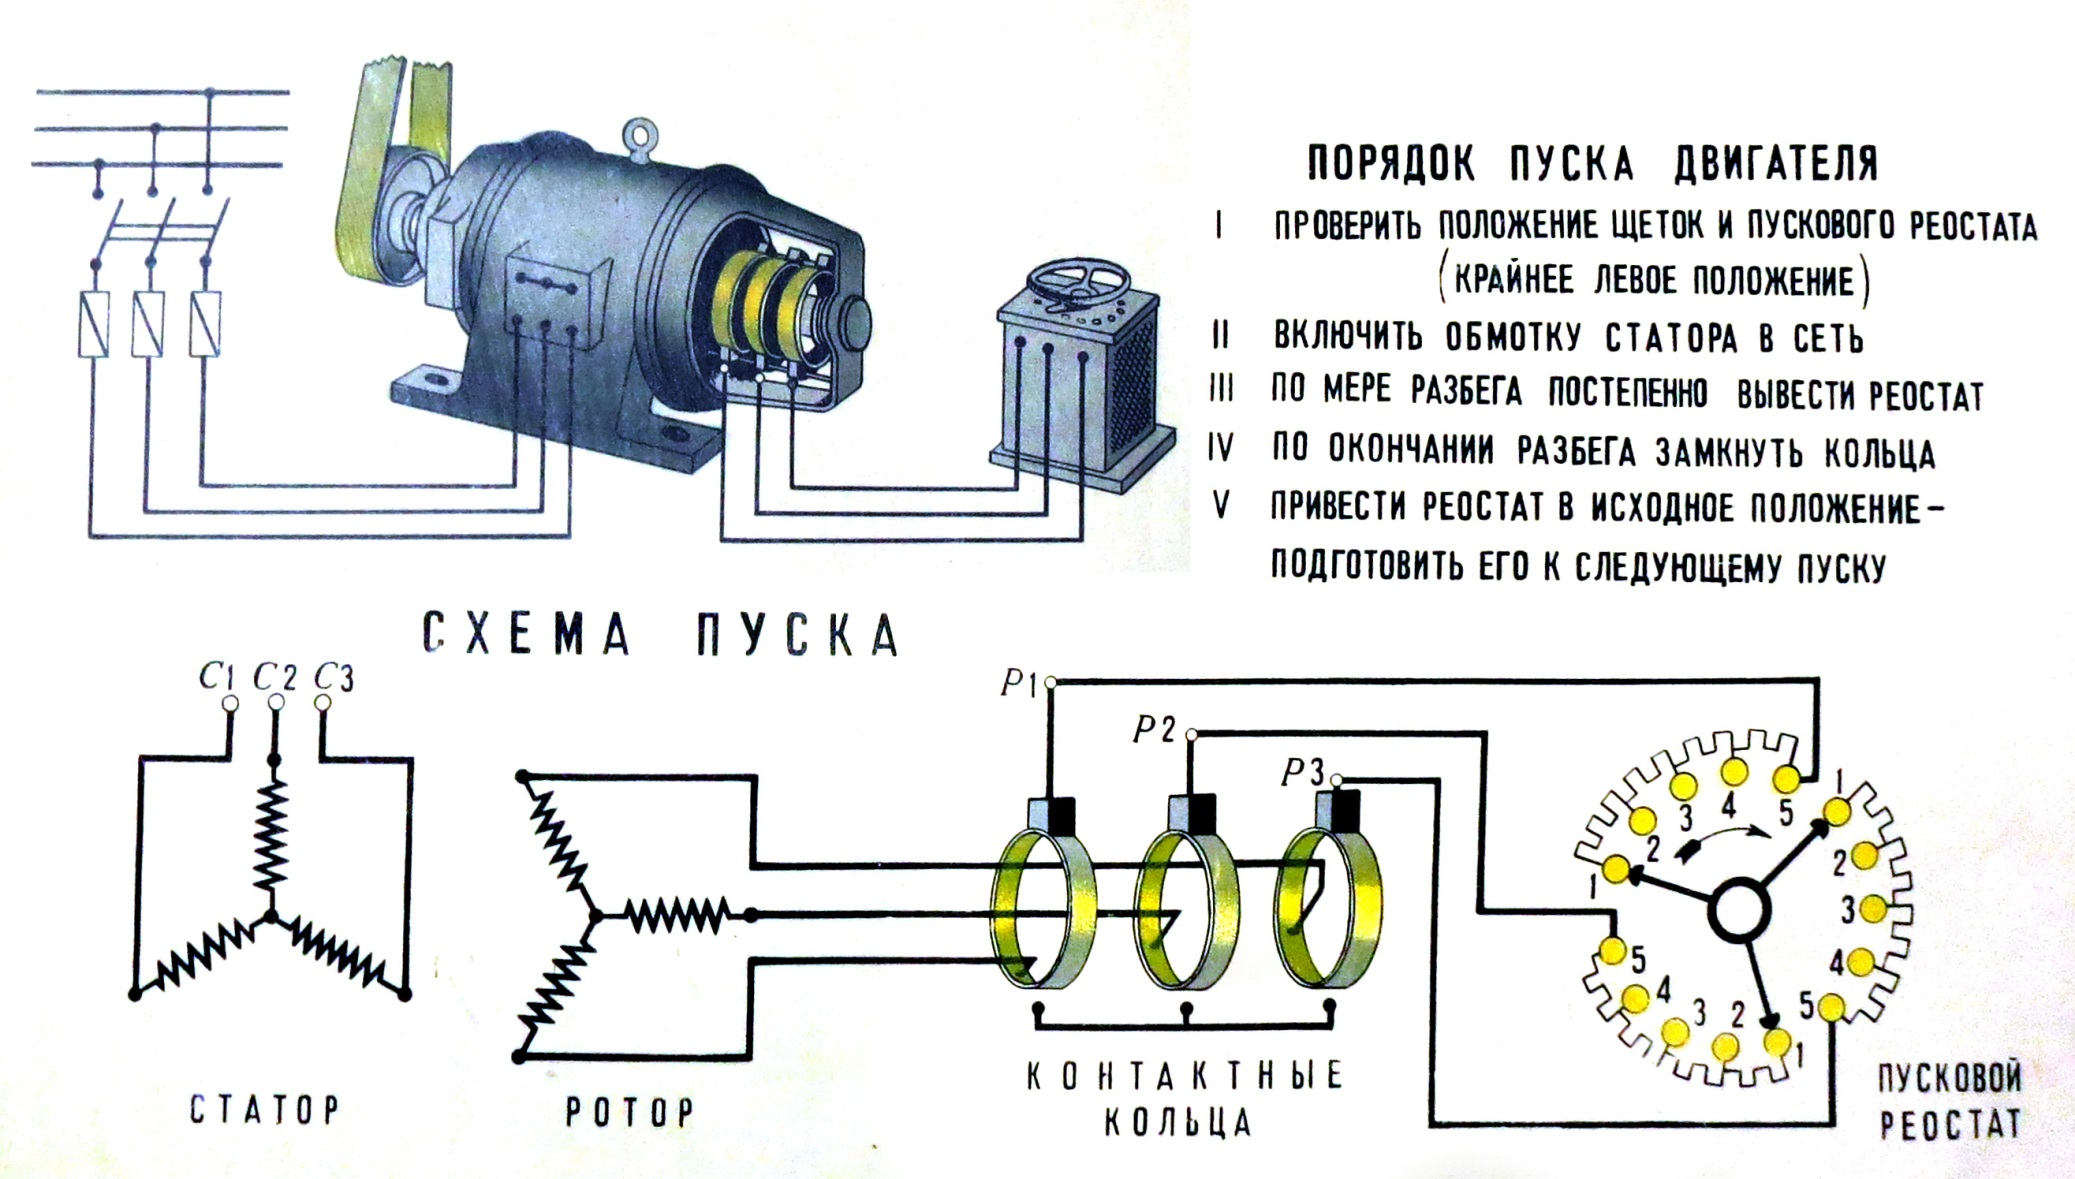 ПОРЯДОК ПУСКА ДВИГАТЕЛЯ
I ПРОВЕРИТЬ ПОЛОЖЕНИЕ ЩЕТОК И ПУСКОВОГО РЕОСТАТА
(КРАЙНЕЕ ЛЕВОЕ ПОЛОЖЕНИЕ)
II ВКЛЮЧИТЬ ОБМОТКУ СТАТОРА В СЕТЬ
III ПО МЕРЕ РАЗБЕГА ПОСТЕПЕННО ВЫВЕСТИ РЕОСТАТ
IV ПО ОКОНЧАНИИ РАЗБЕГА ЗАМКНУТЬ КОЛЬЦА
V ПРИВЕСТИ РЕОСТАТ В ИСХОДНОЕ ПОЛОЖЕНИЕ-
ПОДГОТОВИТЬ ЕГО К СЛЕДУЮЩЕМУ ПУСКУ
СХЕМА ПУСКА
С1 С2 С3
СТАТОР
РОТОР
Р1
Р2
Р3
КОНТАКТНЫЕ
КОЛЬЦА
1 2 3 4 5
1 2 3 4 5
1 2 3 4 5
ПУСКОВОЙ
РЕОСТАТ